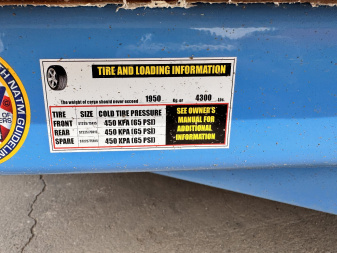 TIRE AND LOADING INFORMATION
The weight of cargo should never exceed 1950 Kg. or 4300 Lbs.
TIRE SIZE COLD TIRE PRESSURE
FRONT 450 KPA (65 PSI)
REAR 450 KPA (65 PSI)
SPARE 450 KPA (65 PSI)
SEE OWNER'S
MANUAL FOR
ADDITIONAL
INFORMATION
NATM GUIDELIN